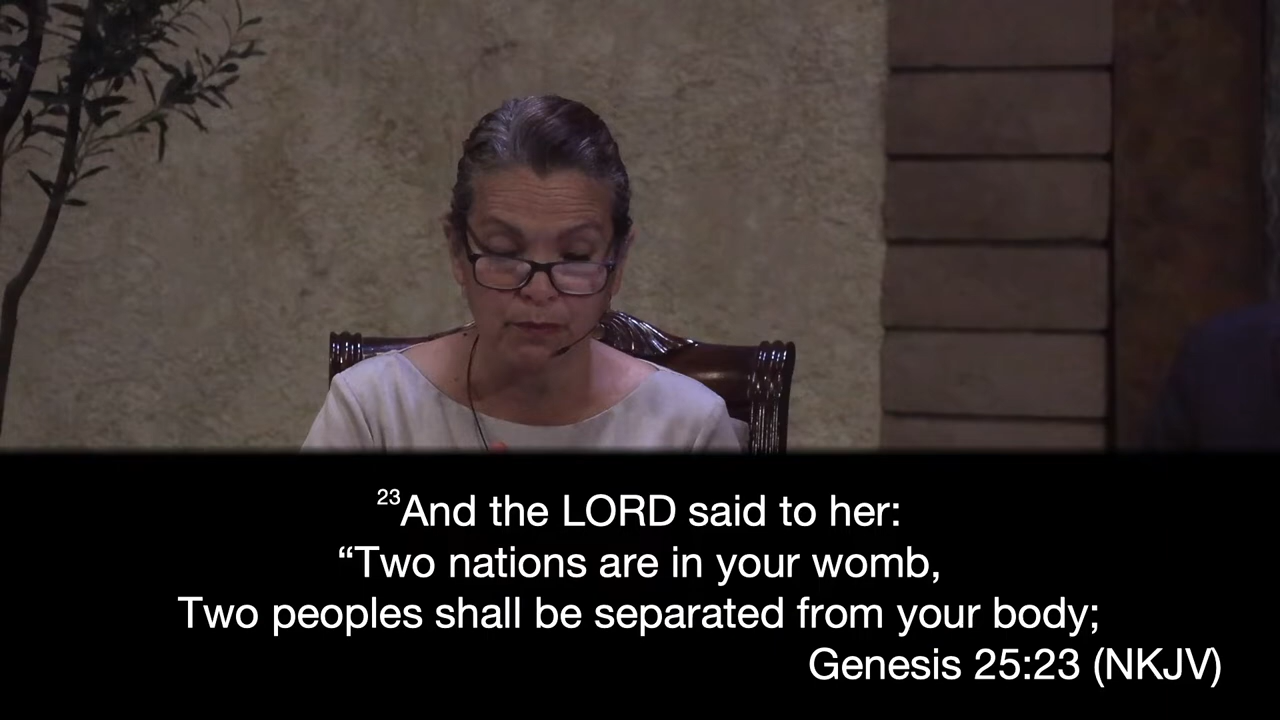 23And the LORD said to her:
“Two nations are in your womb,
Two peoples shall be separated from your body;
Genesis 25:23 (NKJV)